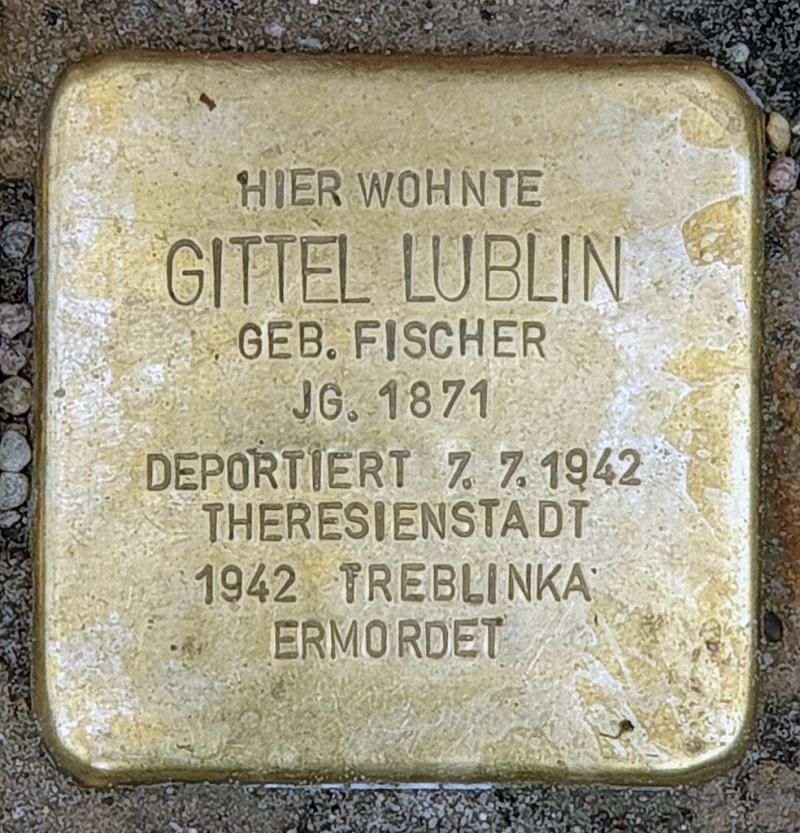 HIER WOHNTE
GITTEL LUBLIN
GEB. FISCHER
JG. 1871
DEPORTIERT 7. 7. 1942
THERESIENSTADT
1942 TREBLINKA
ERMORDET